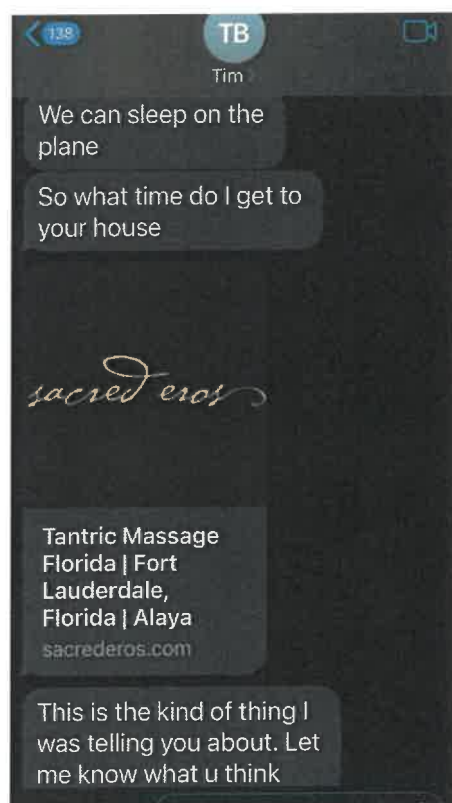 138
TB
Tim
We can sleep on the
plane
So what time do I get to
your house
sacred eros
Tantric Massage
Florida | Fort
Lauderdale,
Florida | Alaya
sacrederos.com
This is the kind of thing I
was telling you about. Let
me know what u think